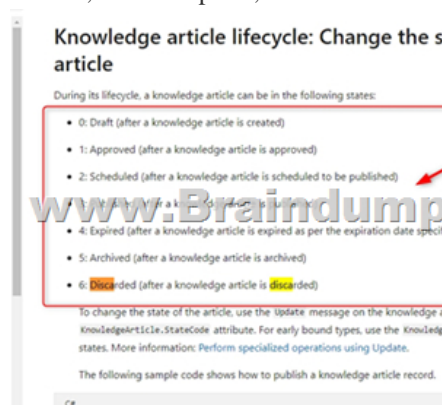 Knowledge article lifecycle: Change the s
article
During its lifecycle, a knowledge article can be in the following states:
0: Draft (after a knowledge article is created)
1: Approved (after a knowledge article is approved)
2: Scheduled (after a knowledge article is scheduled to be published)
www.Braindump
4: Expired (after a knowledge article is expired as per the expiration date specif
5: Archived (after a knowledge article is archived)
6: Discarded (after a knowledge article is discarded)
To change the state of the article, use the Update message on the knowledge a
KnowledgeArticle.StateCode attribute. For early bound types, use the Knowledg
states. More information: Perform specialized operations using Update.
The following sample code shows how to publish a knowledge article record.
C#